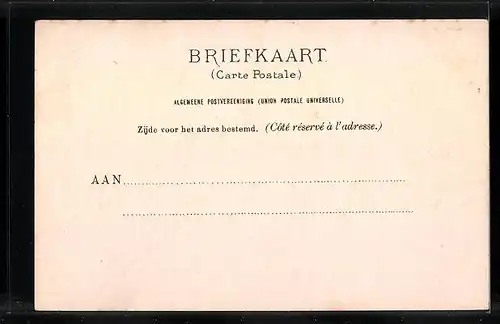 BRIEFKAART.
(Carte Postale)
ALGEMEENE POSTVEREENIGING (UNION POSTALE UNIVERSELLE)
Zijde voor het adres bestemd. (Côté réservé à l'adresse.)
AAN